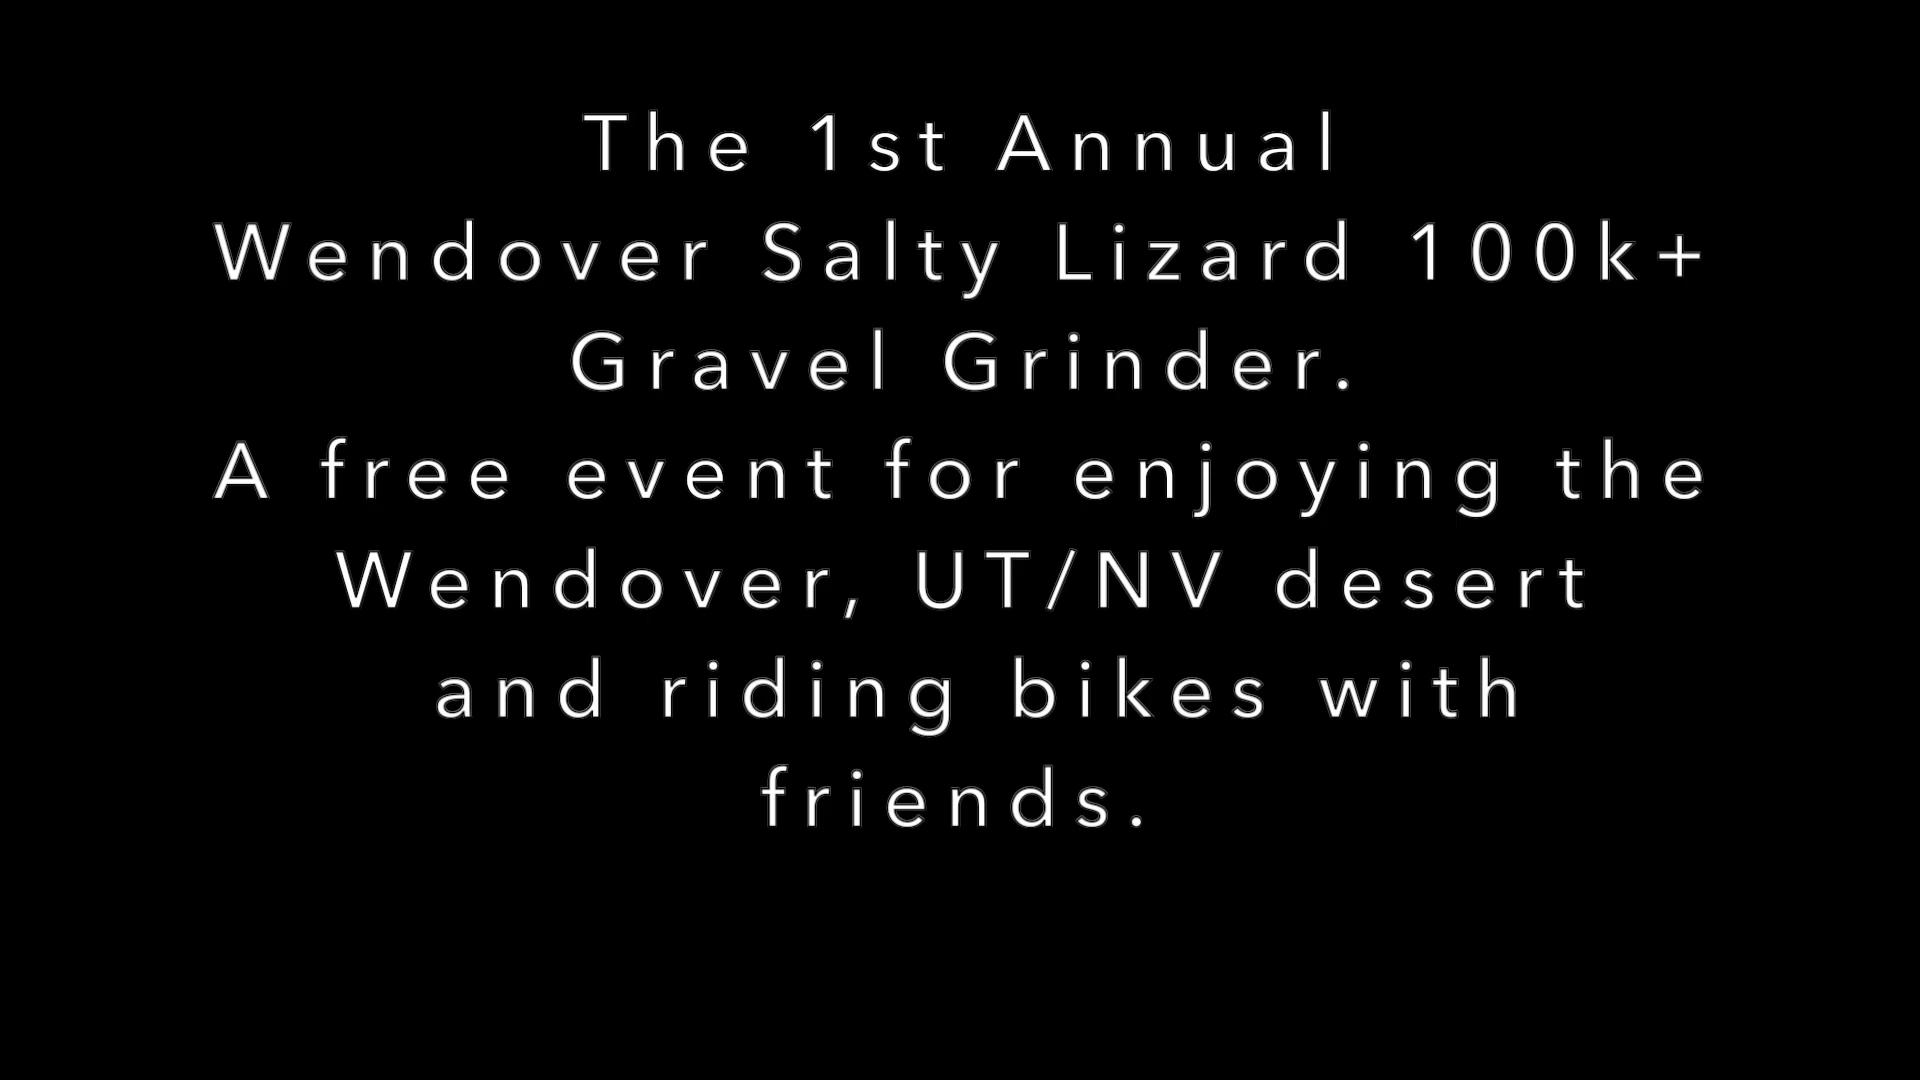 The 1st Annual
Wendover Salty Lizard 100k+
Gravel Grinder.
A free event for enjoying the
Wendover, UT/NV desert
and riding bikes with
friends.